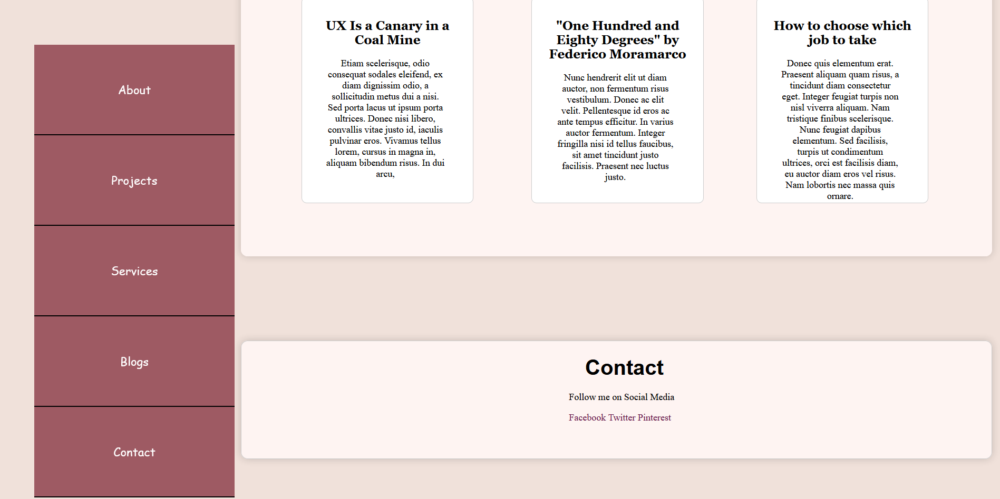 About
Projects
Services
Blogs
Contact
UX Is a Canary in a
Coal Mine
Etiam scelerisque, odio
consequat sodales eleifend, ex
diam dignissim odio, a
sollicitudin metus dui a nisi.
Sed porta lacus ut ipsum porta
ultrices. Donec nisi libero,
convallis vitae justo id, iaculis
pulvinar eros. Vivamus tellus
lorem, cursus in magna in,
aliquam bibendum risus. In dui
arcu,
"One Hundred and
Eighty Degrees" by
Federico Moramarco
Nunc hendrerit elit ut diam
auctor, non fermentum risus
vestibulum. Donec ac elit
velit. Pellentesque id eros ac
ante tempus efficitur. In varius
auctor fermentum. Integer
fringilla nisi id tellus faucibus,
sit amet tincidunt justo
facilisis. Praesent nec luctus
justo.
How to choose which
job to take
Donec quis elementum erat.
Praesent aliquam quam risus, a
tincidunt diam consectetur
eget. Integer feugiat turpis non
nisl viverra aliquam. Nam
tristique finibus scelerisque.
Nunc feugiat dapibus
elementum. Sed facilisis,
turpis ut condimentum
ultrices, orci est facilisis diam,
eu auctor diam eros vel risus.
Nam lobortis nec massa quis
ornare.
Contact
Follow me on Social Media
Facebook Twitter Pinterest